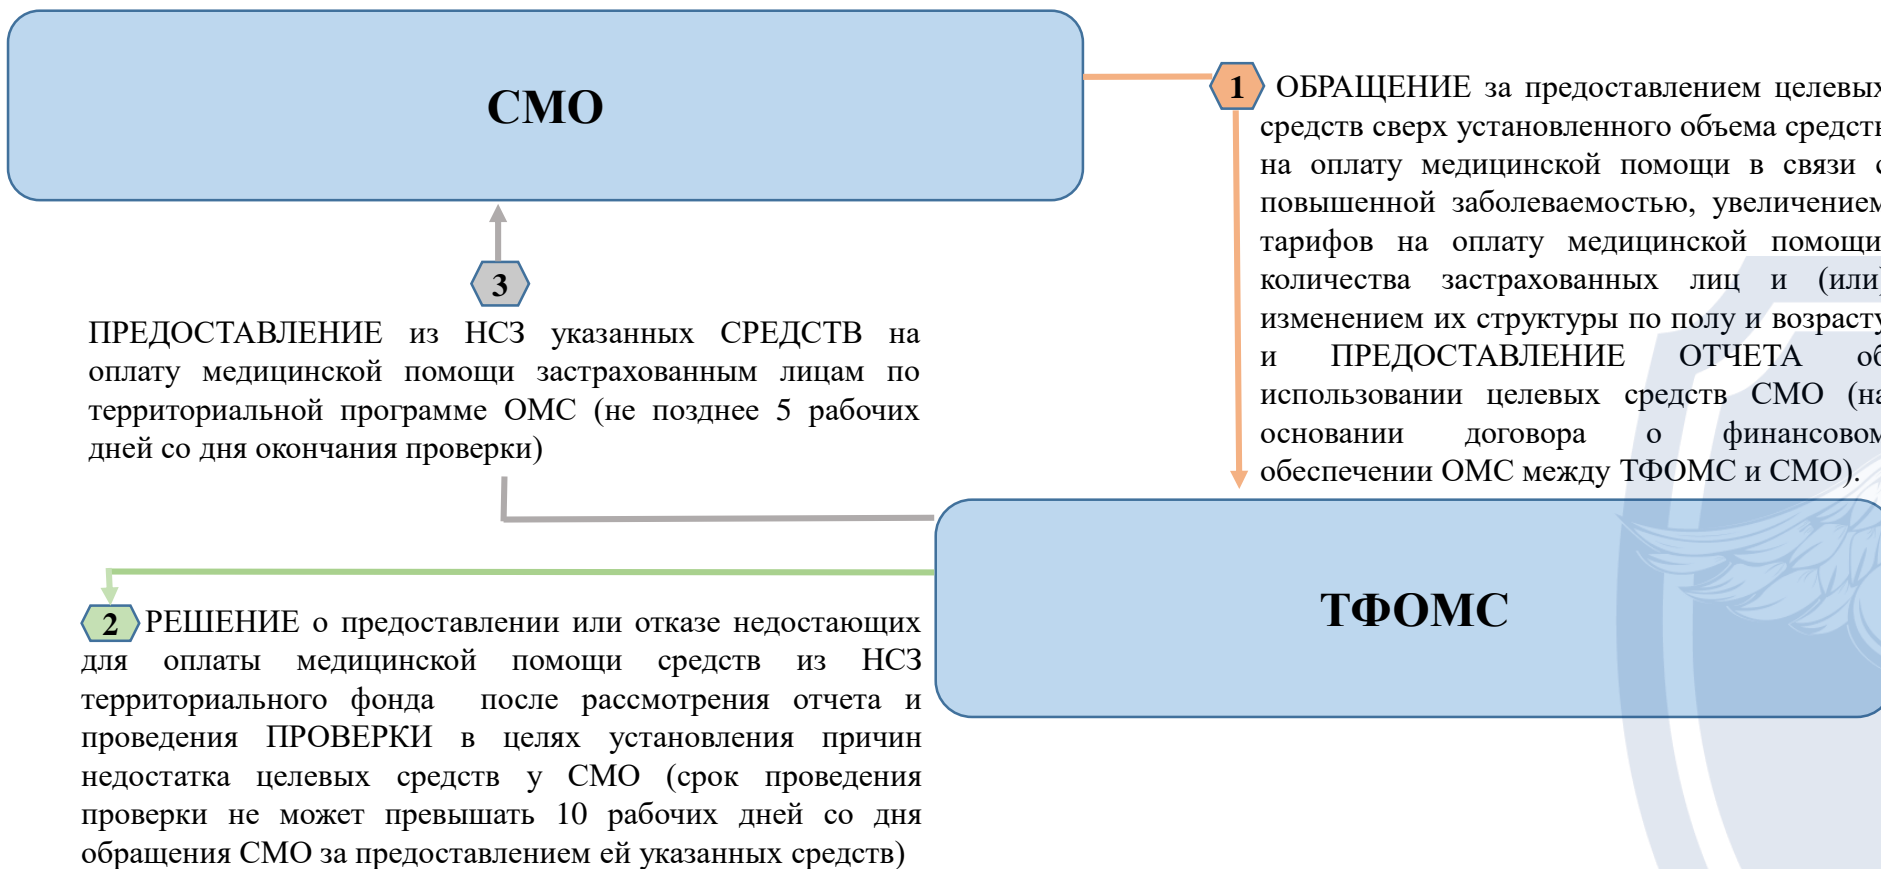 СМО
1
ОБРАЩЕНИЕ за предоставлением целевых
средств сверх установленного объема средств
на оплату медицинской помощи в связи с
повышенной заболеваемостью, увеличением
тарифов на оплату медицинской помощи,
количества застрахованных лиц и (или)
изменением их структуры по полу и возрасту
и ПРЕДОСТАВЛЕНИЕ ОТЧЕТА об
использовании целевых средств СМО (на
основании договора о финансовом
обеспечении ОМС между ТФОМС и СМО).
3
ПРЕДОСТАВЛЕНИЕ из НСЗ указанных СРЕДСТВ на
оплату медицинской помощи застрахованным лицам по
территориальной программе ОМС (не позднее 5 рабочих
дней со дня окончания проверки)
ТФОМС
2 РЕШЕНИЕ о предоставлении или отказе недостающих
для оплаты медицинской помощи средств из НСЗ
территориального фонда после рассмотрения отчета и
проведения ПРОВЕРКИ в целях установления причин
недостатка целевых средств у СМО (срок проведения
проверки не может превышать 10 рабочих дней со дня
обращения СМО за предоставлением ей указанных средств)